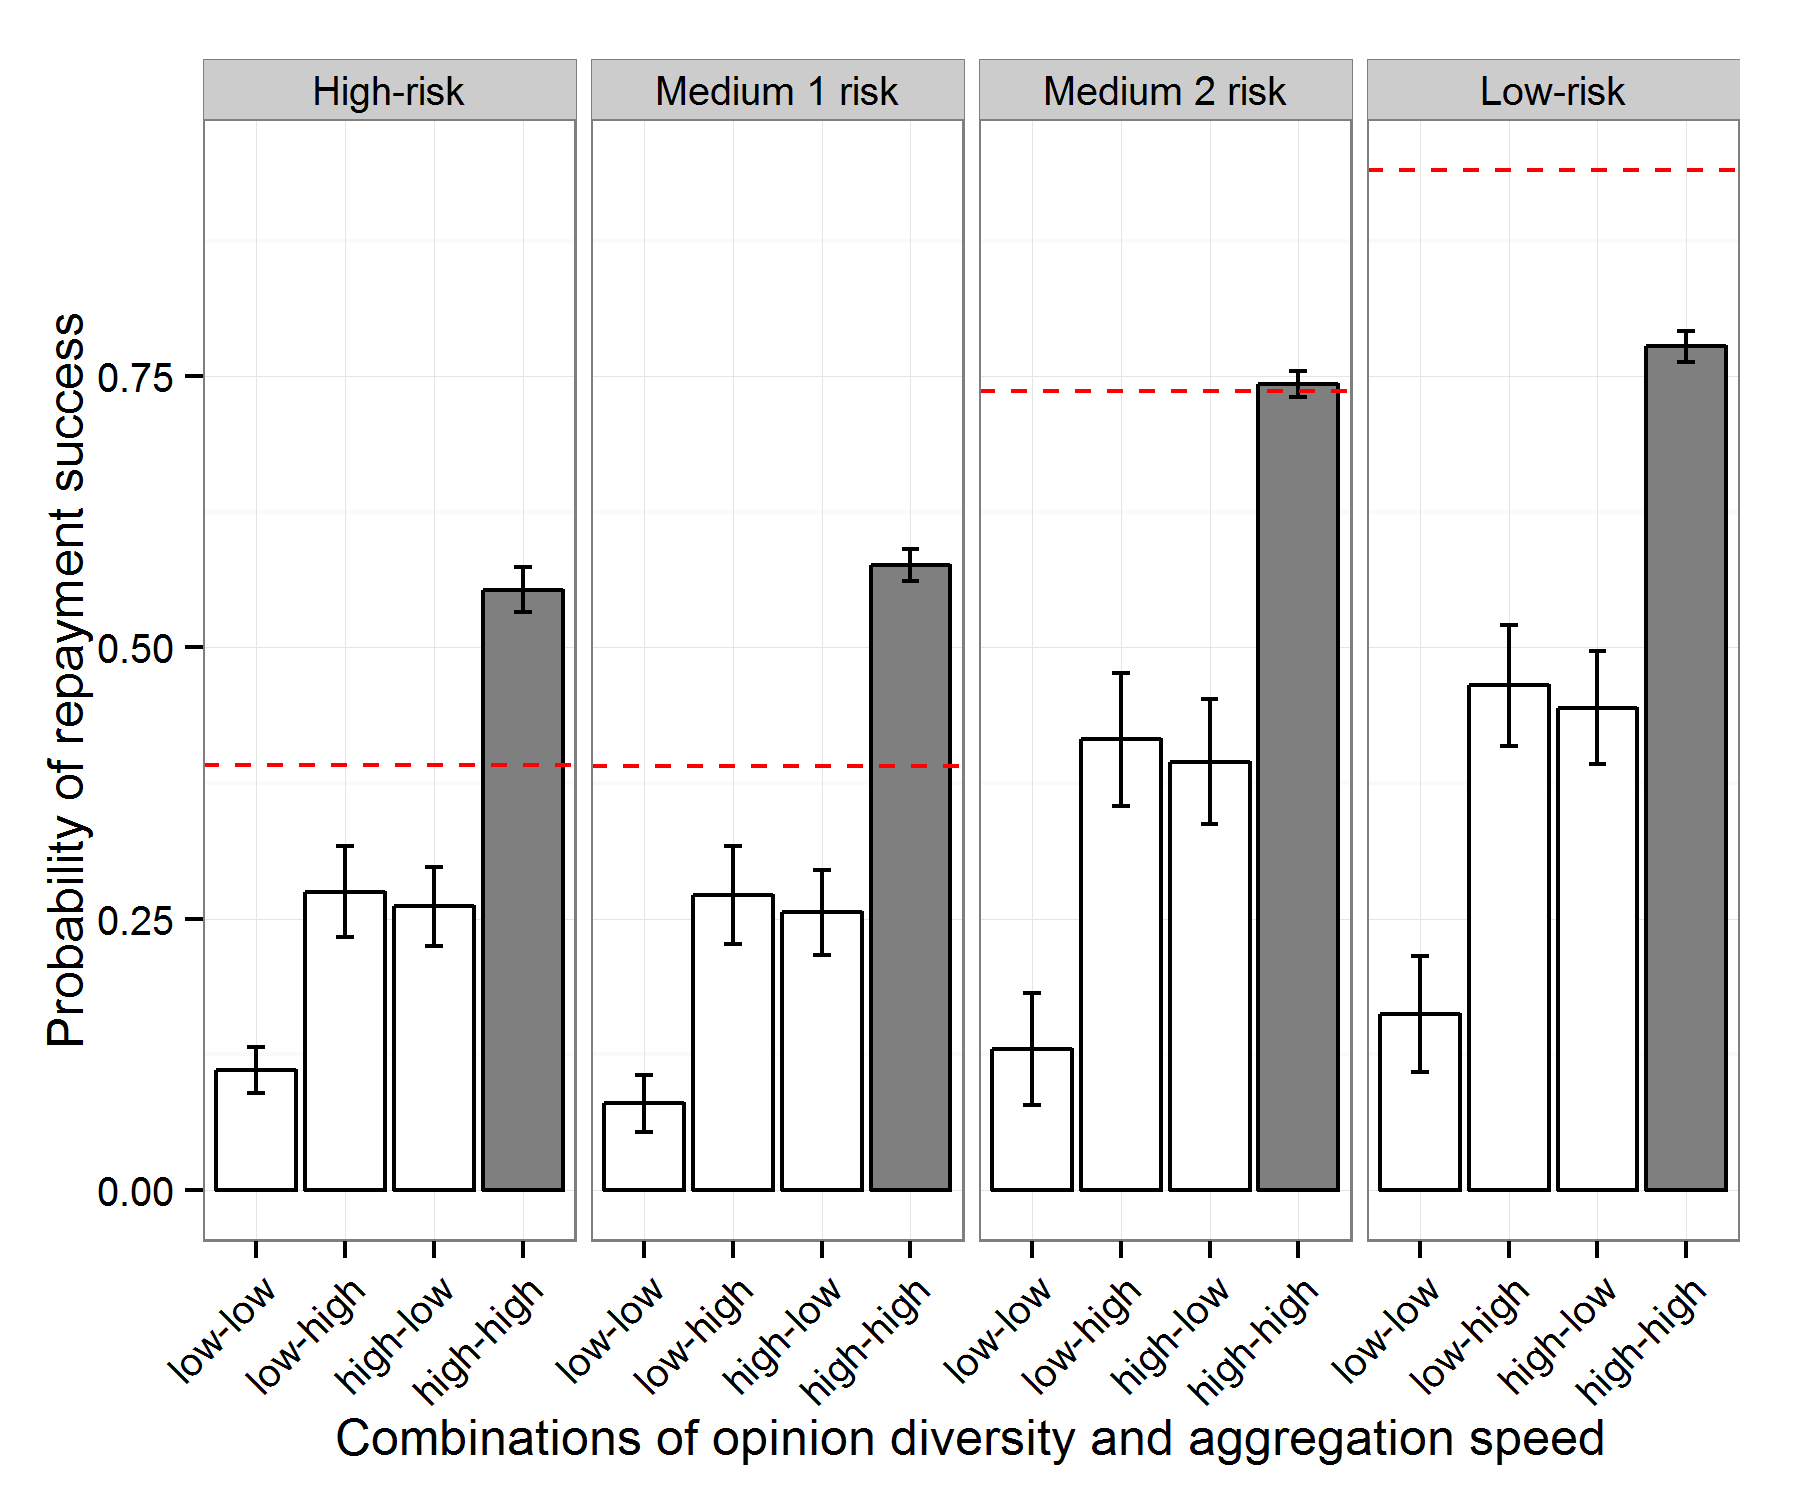 High-risk
Medium 1 risk
Medium 2 risk
Low-risk
Probability of repayment success
0.75
0.50
0.25
0.00
low-low
low-high
high-low
high-high
low-low
low-high
high-low
high-high
low-low
low-high
high-low
high-high
low-low
low-high
high-low
high-high
Combinations of opinion diversity and aggregation speed